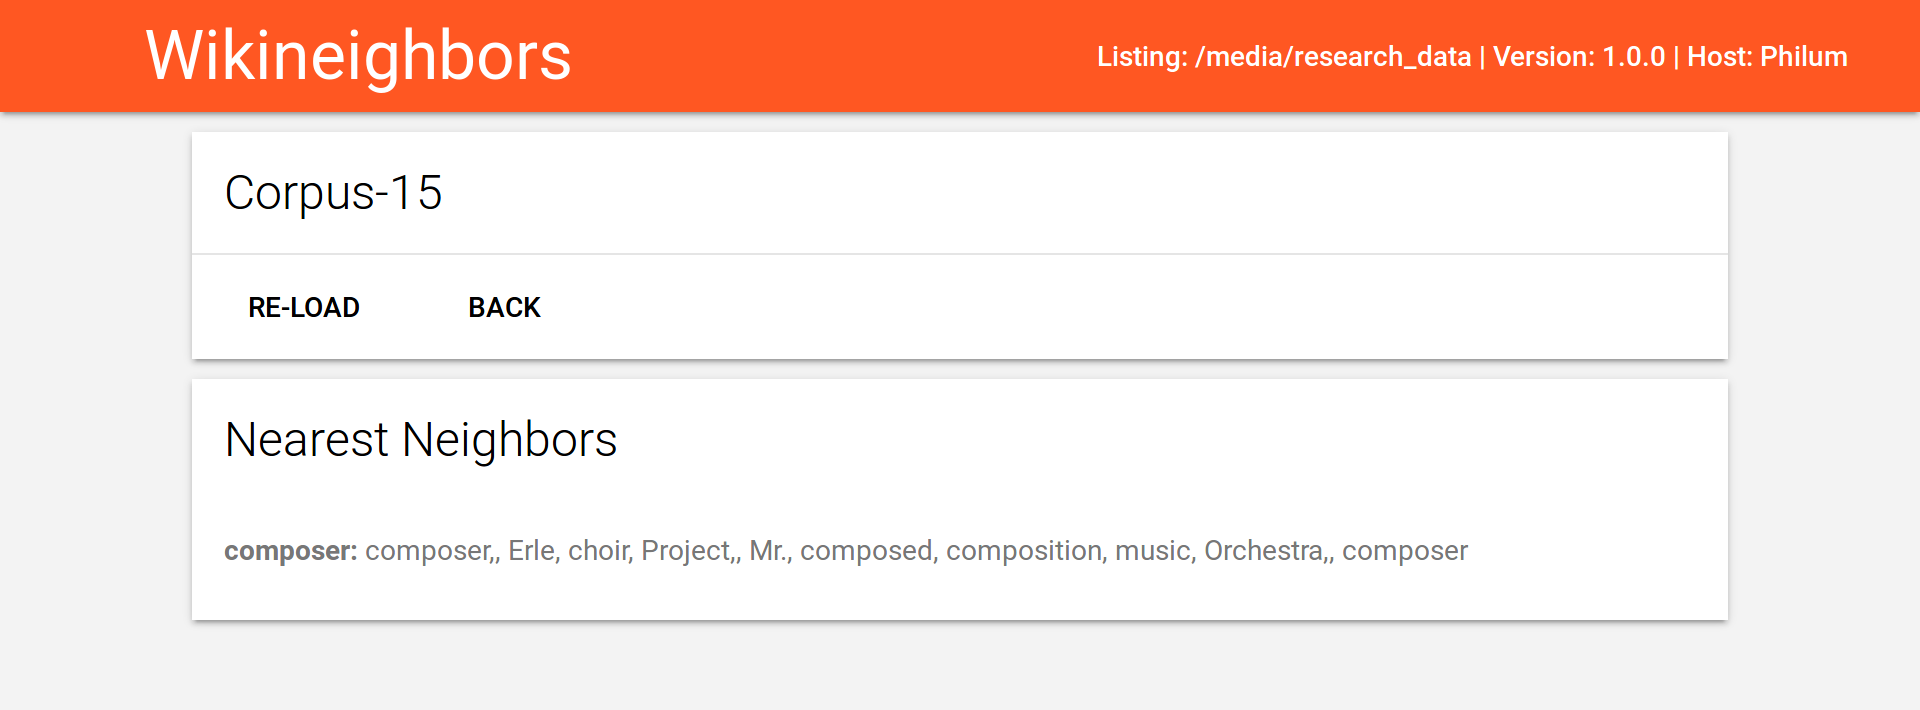 Wikineighbors
Listing: /media/research_data | Version: 1.0.0 | Host: Philum
Corpus-15
RE-LOAD BACK
Nearest Neighbors
composer: composer,, Erle, choir, Project,, Mr., composed, composition, music, Orchestra,, composer